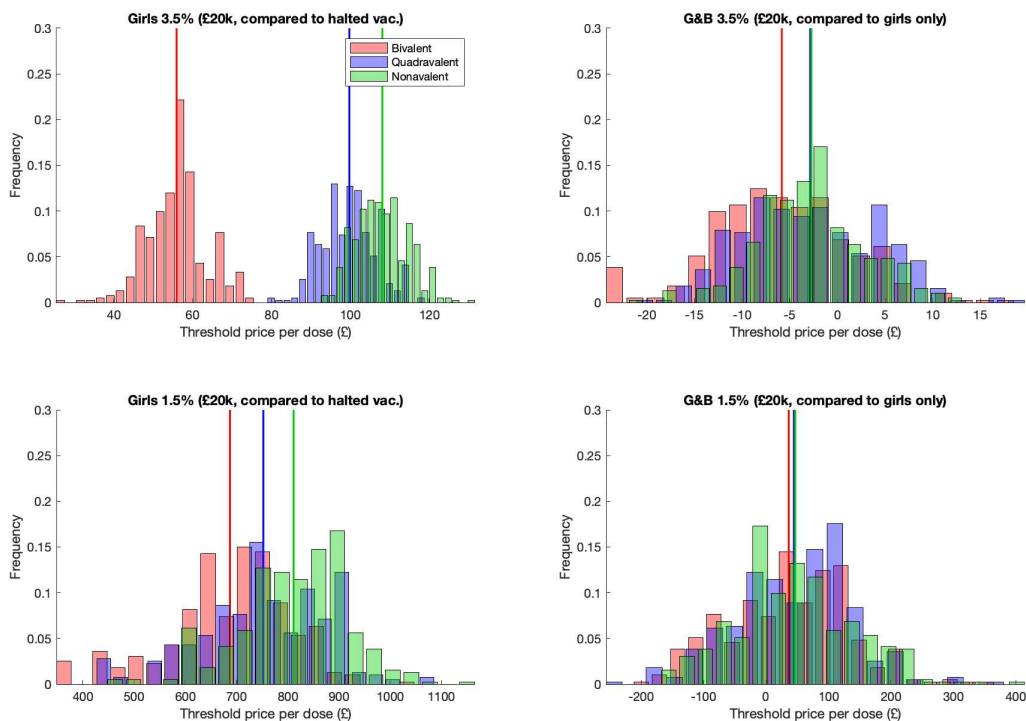 Girls 3.5% (£20k, compared to halted vac.)
0.3
0.25
0.2
0.15
0.1
0.05
0
Frequency
40 60 80 100 120
Threshold price per dose (£)
Bivalent
Quadravalent
Nonavalent
G&B 3.5% (£20k, compared to girls only)
0.3
0.25
0.2
0.15
0.1
0.05
0
Frequency
-20 -15 -10 -5 0 5 10 15
Threshold price per dose (£)
Girls 1.5% (£20k, compared to halted vac.)
0.3
0.25
0.2
0.15
0.1
0.05
0
Frequency
400 500 600 700 800 900 1000 1100
Threshold price per dose (£)
G&B 1.5% (£20k, compared to girls only)
0.3
0.25
0.2
0.15
0.1
0.05
0
Frequency
-200 -100 0 100 200 300 400
Threshold price per dose (£)